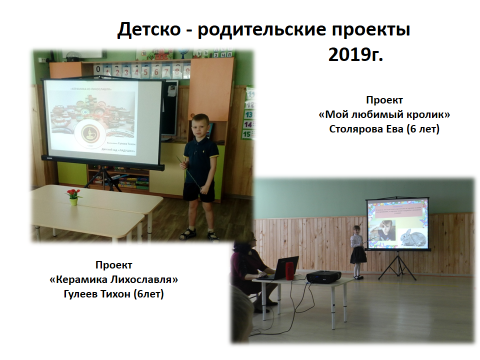 Детско - родительские проекты
2019г.
Проект
«Мой любимый кролик»
Столярова Ева (6 лет)
Проект
«Керамика Лихославля»
Гулеев Тихон (6лет)